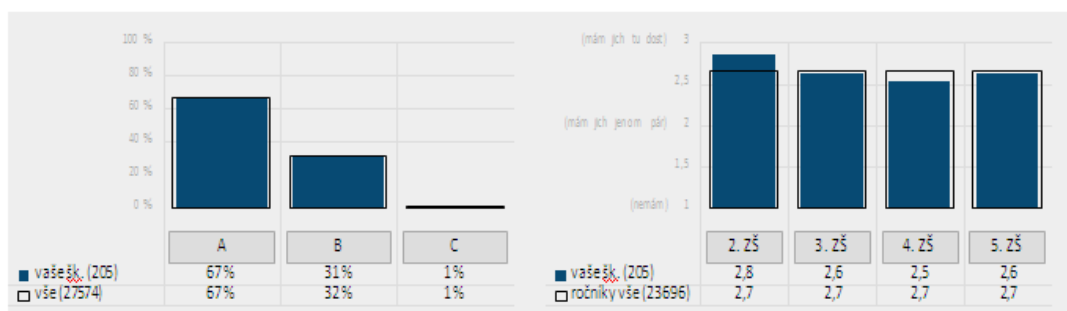 100 %
80 %
60 %
40 %
20 %
0 %
A B C
vaše šk. (205) 67% 31% 1%
vše (27574) 67% 32% 1%
(mám jich tu dost) 3
2,5
(mám jich jenom pár) 2
1,5
(nemám) 1
2. ZŠ 3. ZŠ 4. ZŠ 5. ZŠ
vaše šk. (205) 2,8 2,6 2,5 2,6
ročníky vše (23696) 2,7 2,7 2,7 2,7